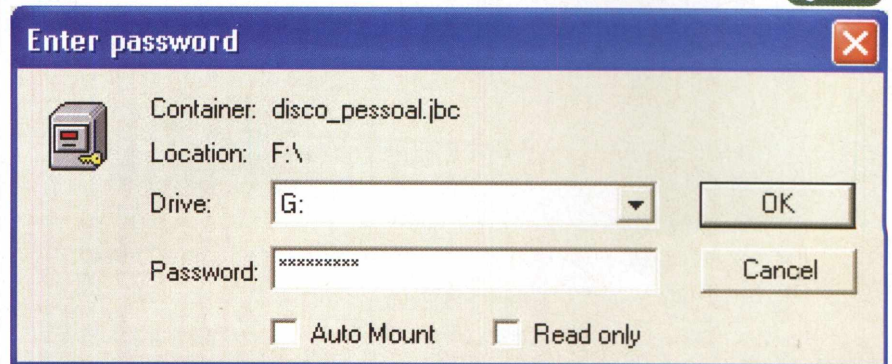 Enter password
Container: disco_pessoal.jbc
Location: F:\
Drive: G:
OK
Password: *********
Cancel
Auto Mount Read only